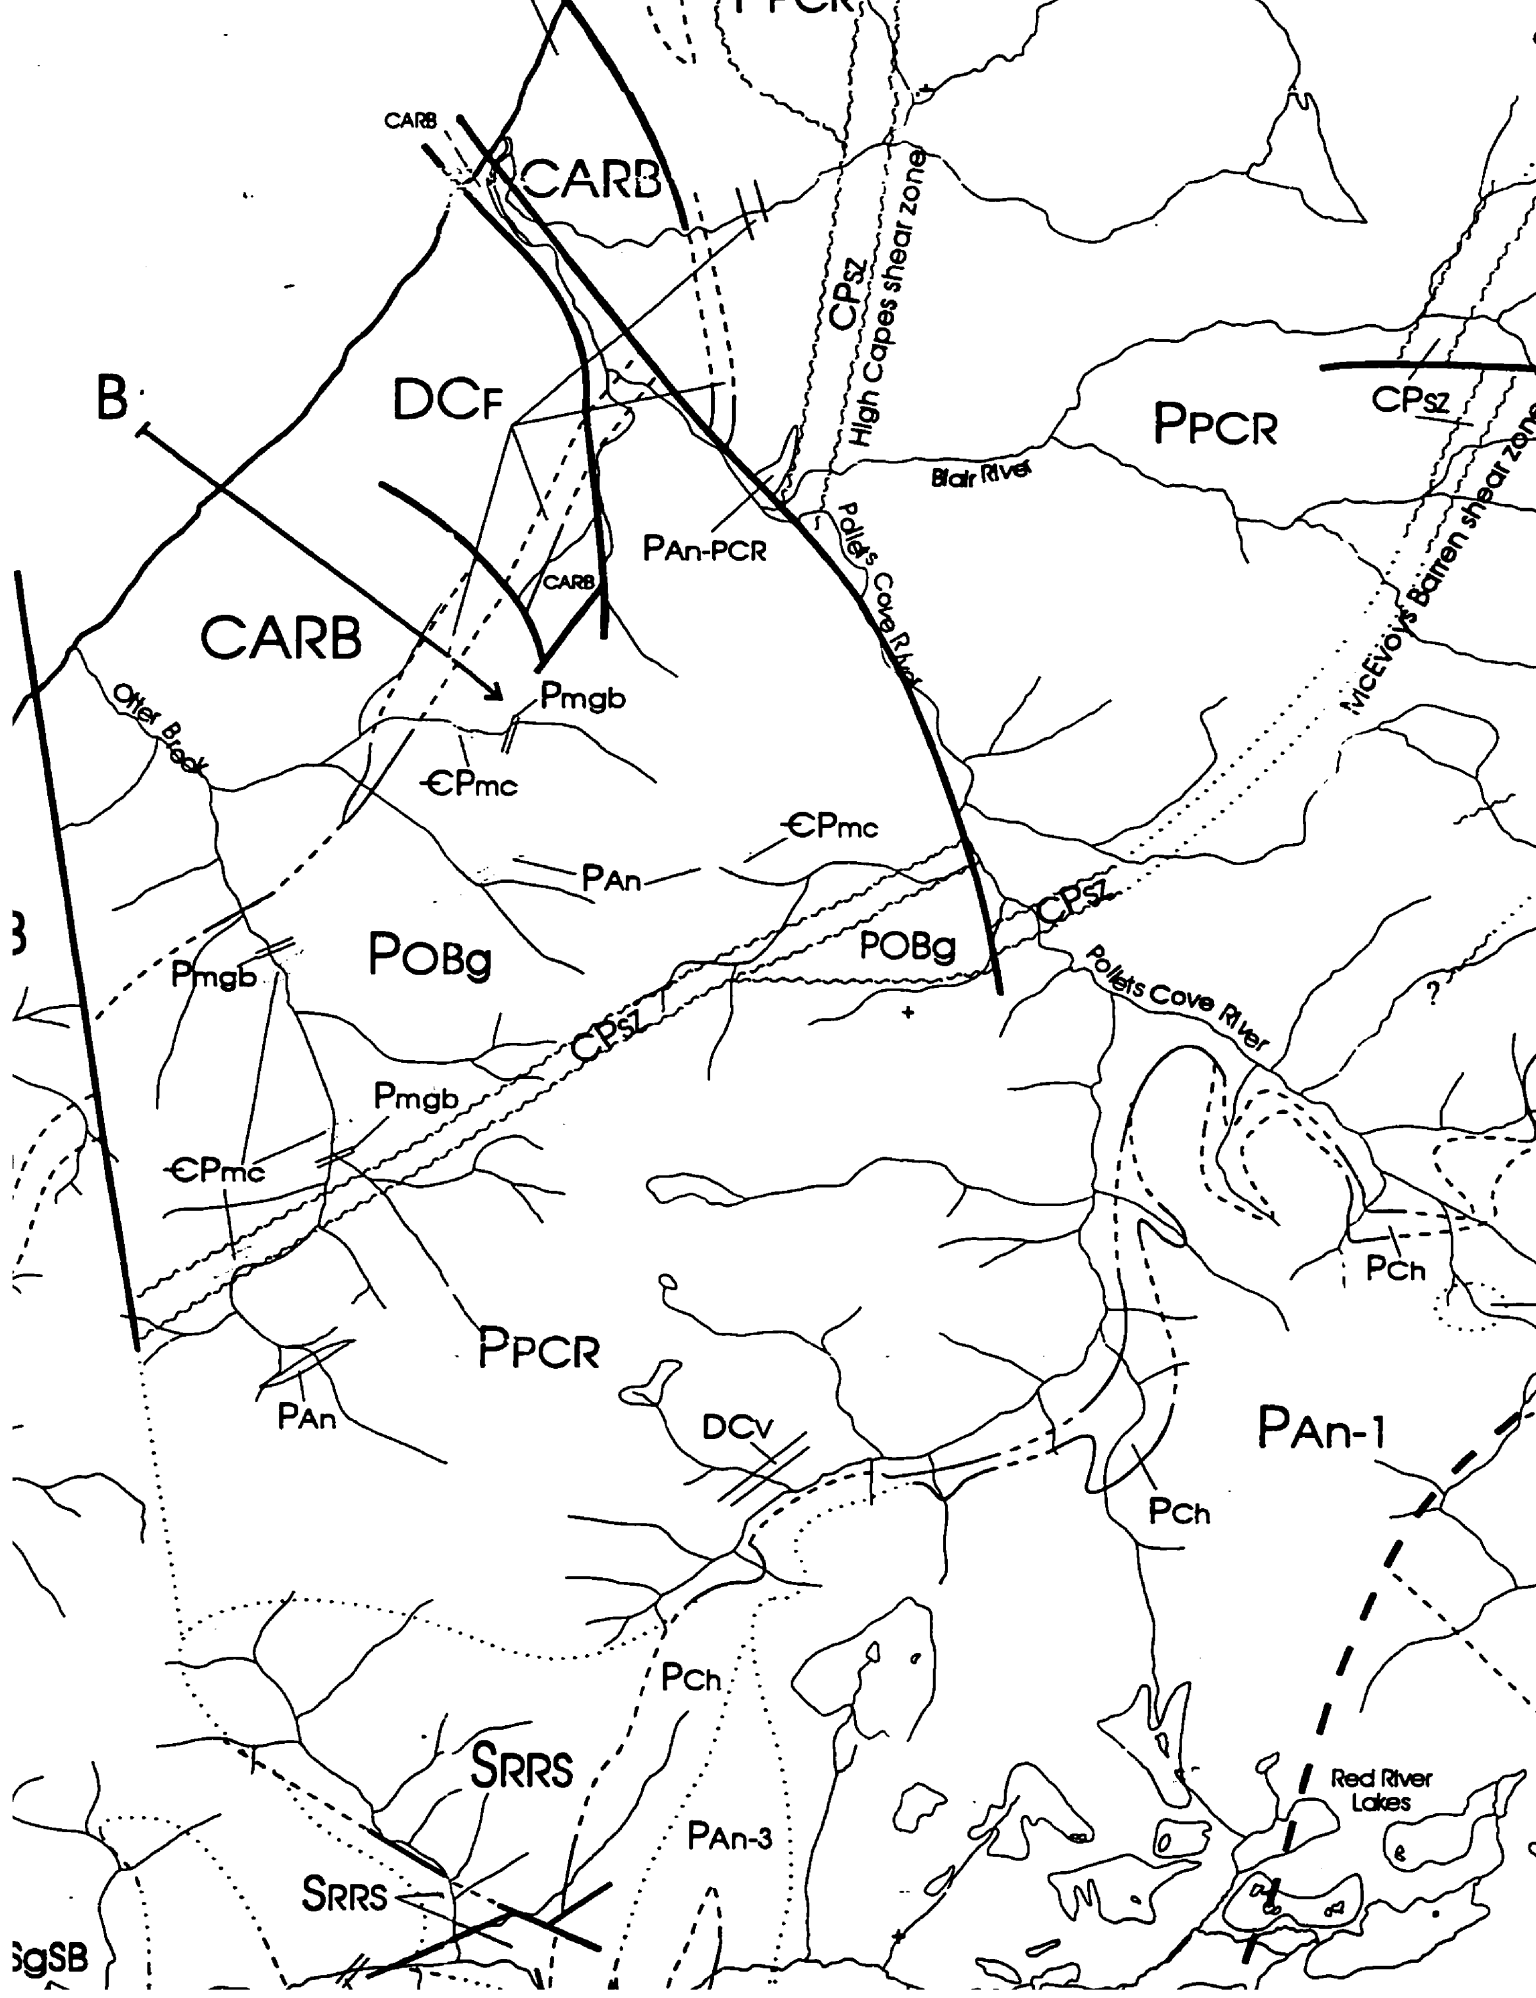 PPCR
CARB
CARB
CPSZ
High Capes shear zone
B
DCF
PPCR
CPSZ
Blair River
McEvoys Barren shear zone
PAn-PCR
Pollets Cove River
CARB
CARB
Otter Brook
Pmgb
ЄPmc
ЄPmc
PAn
CPSZ
B
POBg
POBg
Pmgb
Pollets Cove River
?
CPSZ
Pmgb
ЄPmc
PCh
PPCR
PAn
DCV
PAn-1
PCh
PCh
SRRS
Red River
Lakes
PAn-3
SRRS
SgSB